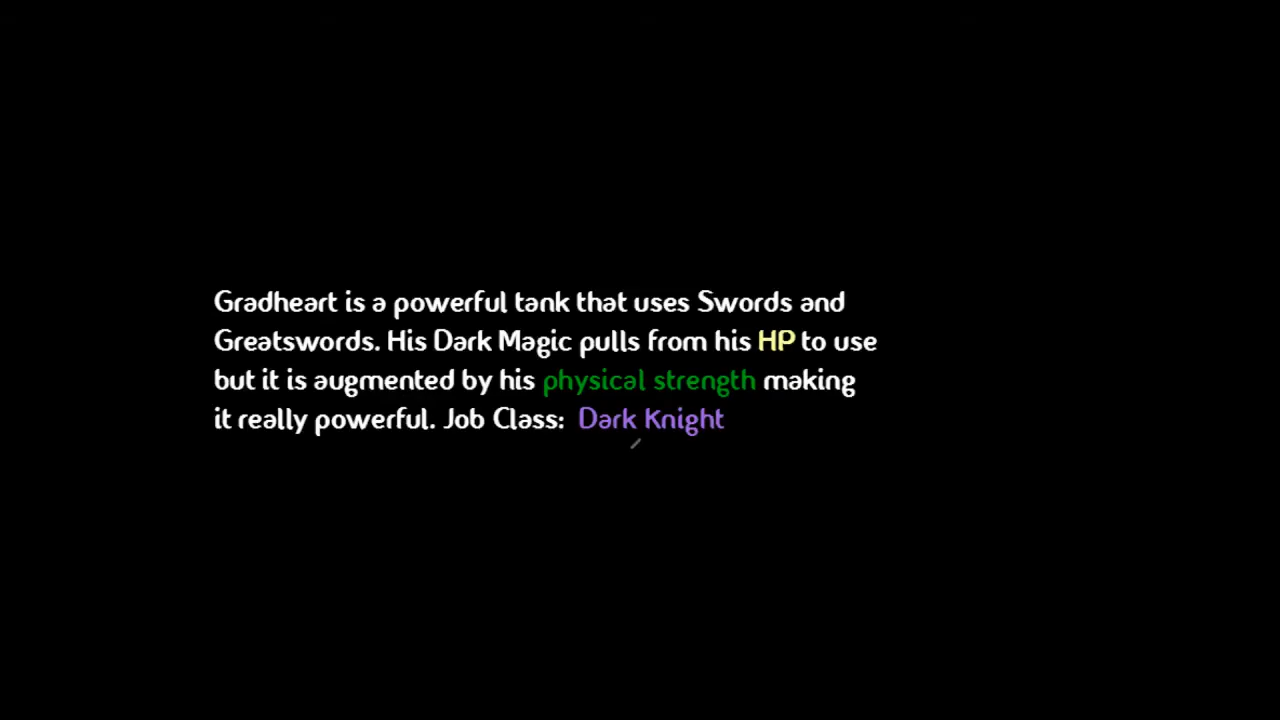 Gradheart is a powerful tank that uses Swords and
Greatswords. His Dark Magic pulls from his HP to use
but it is augmented by his physical strength making
it really powerful. Job Class: Dark Knight